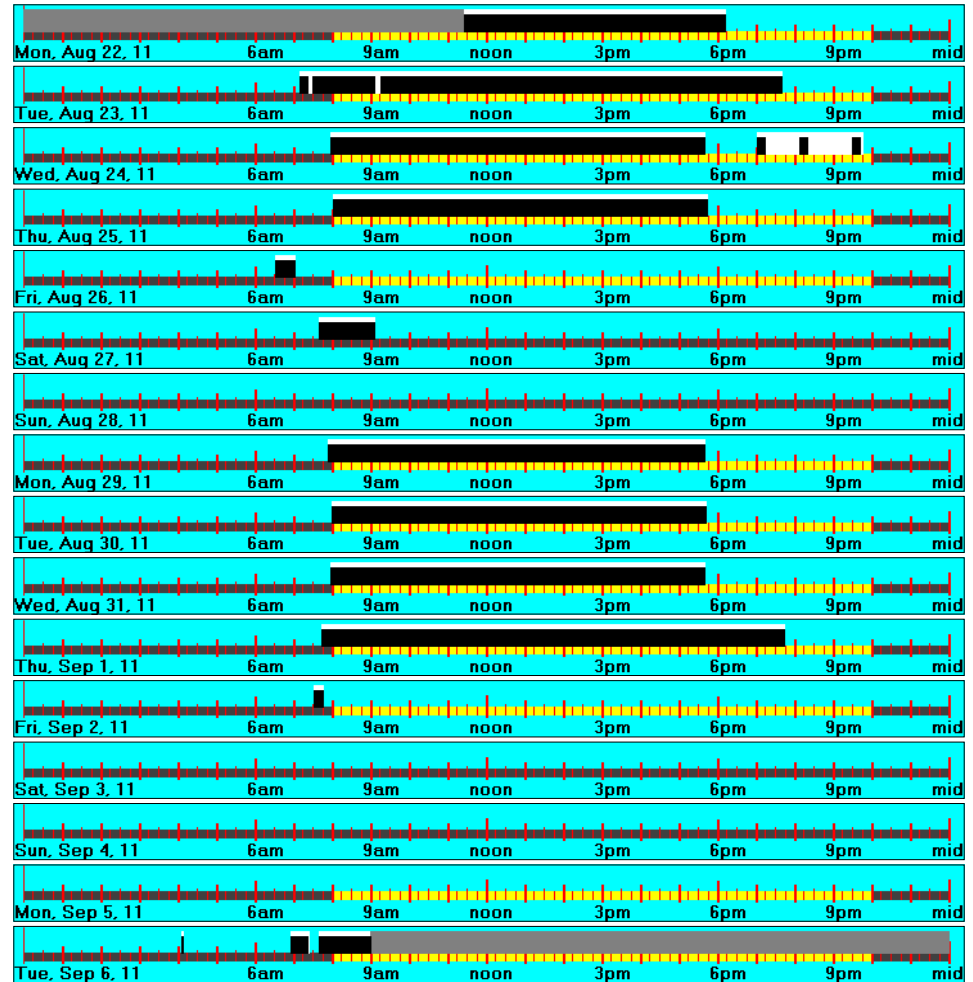 Mon, Aug 22, 11 6am 9am noon 3pm 6pm 9pm mid
Tue, Aug 23, 11 6am 9am noon 3pm 6pm 9pm mid
Wed, Aug 24, 11 6am 9am noon 3pm 6pm 9pm mid
Thu, Aug 25, 11 6am 9am noon 3pm 6pm 9pm mid
Fri, Aug 26, 11 6am 9am noon 3pm 6pm 9pm mid
Sat, Aug 27, 11 6am 9am noon 3pm 6pm 9pm mid
Sun, Aug 28, 11 6am 9am noon 3pm 6pm 9pm mid
Mon, Aug 29, 11 6am 9am noon 3pm 6pm 9pm mid
Tue, Aug 30, 11 6am 9am noon 3pm 6pm 9pm mid
Wed, Aug 31, 11 6am 9am noon 3pm 6pm 9pm mid
Thu, Sep 1, 11 6am 9am noon 3pm 6pm 9pm mid
Fri, Sep 2, 11 6am 9am noon 3pm 6pm 9pm mid
Sat, Sep 3, 11 6am 9am noon 3pm 6pm 9pm mid
Sun, Sep 4, 11 6am 9am noon 3pm 6pm 9pm mid
Mon, Sep 5, 11 6am 9am noon 3pm 6pm 9pm mid
Tue, Sep 6, 11 6am 9am noon 3pm 6pm 9pm mid